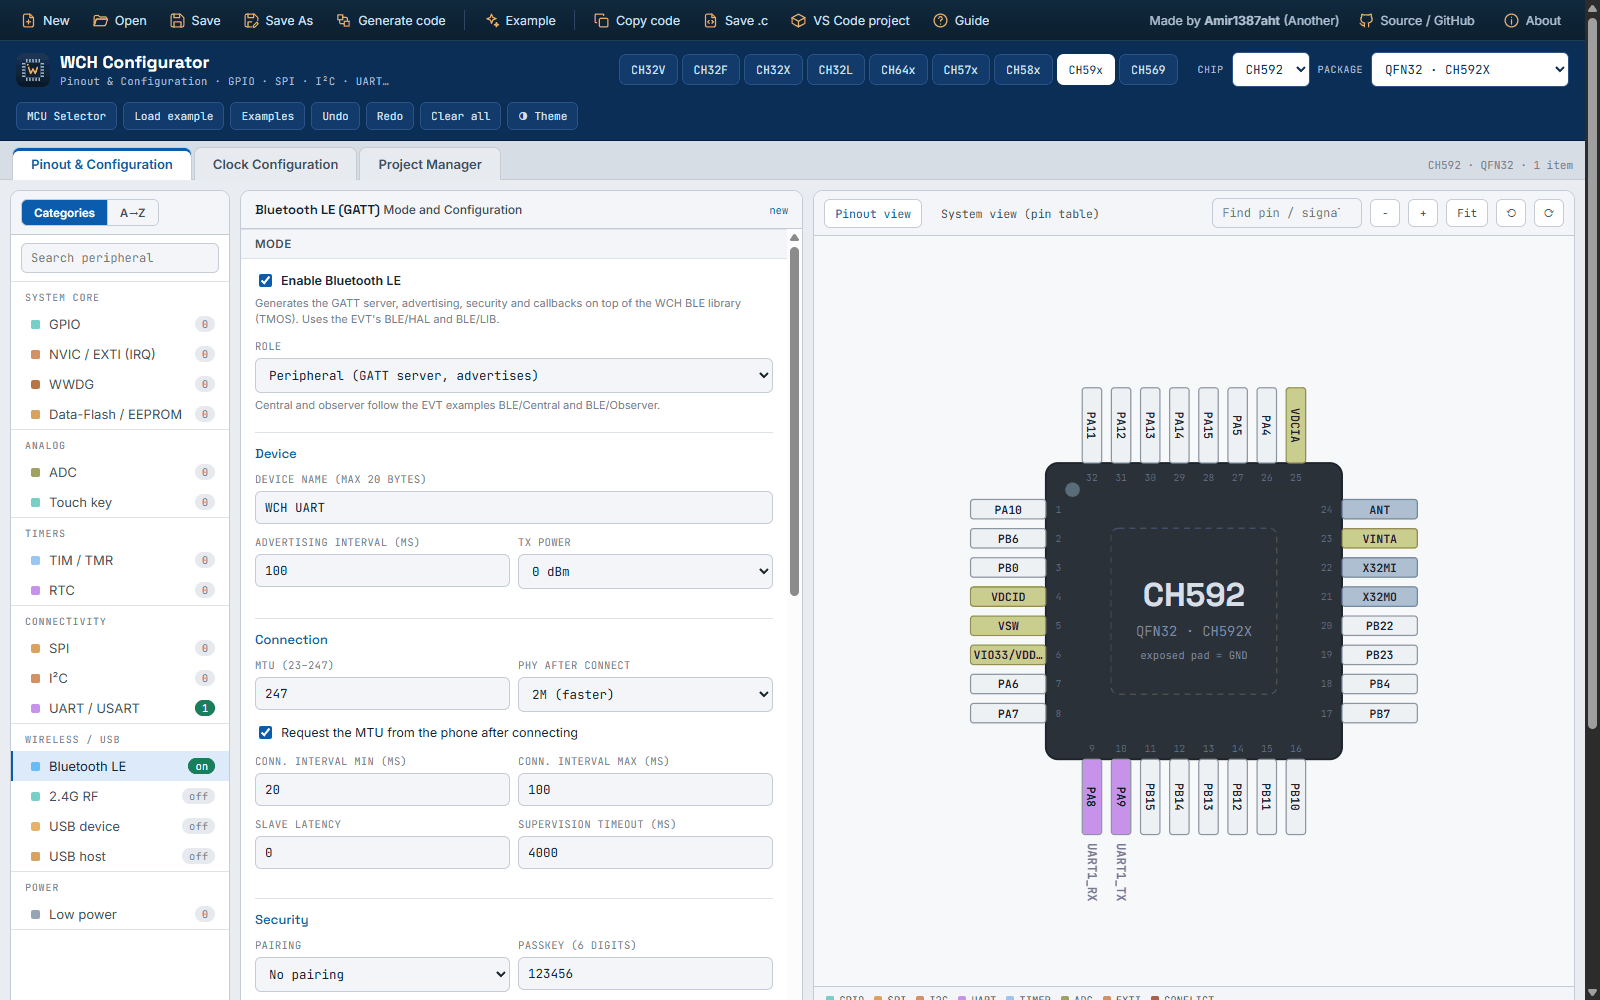 New Open Save Save As Generate code Example Copy code Save .c VS Code project Guide Made by Amir1387aht (Another) Source / GitHub About
WCH Configurator
Pinout & Configuration · GPIO · SPI · I²C · UART…
CH32V CH32F CH32X CH32L CH64x CH57x CH58x CH59x CH569 CHIP CH592 PACKAGE QFN32 · CH592X
MCU Selector Load example Examples Undo Redo Clear all Theme
Pinout & Configuration Clock Configuration Project Manager CH592 · QFN32 · 1 item
Categories A→Z
Search peripheral
SYSTEM CORE
GPIO 0
NVIC / EXTI (IRQ) 0
WWDG 0
Data-Flash / EEPROM 0
ANALOG
ADC 0
Touch key 0
TIMERS
TIM / TMR 0
RTC 0
CONNECTIVITY
SPI 0
I²C 0
UART / USART 1
WIRELESS / USB
Bluetooth LE on
2.4G RF off
USB device off
USB host off
POWER
Low power 0
Bluetooth LE (GATT) Mode and Configuration new
MODE
Enable Bluetooth LE
Generates the GATT server, advertising, security and callbacks on top of the WCH BLE library
(TMOS). Uses the EVT's BLE/HAL and BLE/LIB.
ROLE
Peripheral (GATT server, advertises)
Central and observer follow the EVT examples BLE/Central and BLE/Observer.
Device
DEVICE NAME (MAX 20 BYTES)
WCH UART
ADVERTISING INTERVAL (MS) TX POWER
100 0 dBm
Connection
MTU (23–247) PHY AFTER CONNECT
247 2M (faster)
Request the MTU from the phone after connecting
CONN. INTERVAL MIN (MS) CONN. INTERVAL MAX (MS)
20 100
SLAVE LATENCY SUPERVISION TIMEOUT (MS)
0 4000
Security
PAIRING PASSKEY (6 DIGITS)
No pairing 123456
Pinout view System view (pin table) Find pin / signa - + Fit
PA11 PA12 PA13 PA14 PA15 PA5 PA4 VDCIA
32 31 30 29 28 27 26 25
PA10 1 24 ANT
PB6 2 23 VINTA
PB0 3 22 X32MI
VDCID 4 21 X32MO
VSW 5 20 PB22
VIO33/VDD… 6 19 PB23
PA6 7 18 PB4
PA7 8 17 PB7
CH592
QFN32 · CH592X
exposed pad = GND
9 10 11 12 13 14 15 16
PA8 PA9 PB15 PB14 PB13 PB12 PB11 PB10
UART1_RX UART1_TX
GPIO SPI I2C UART TIMER ADC EXTI CONFLICT